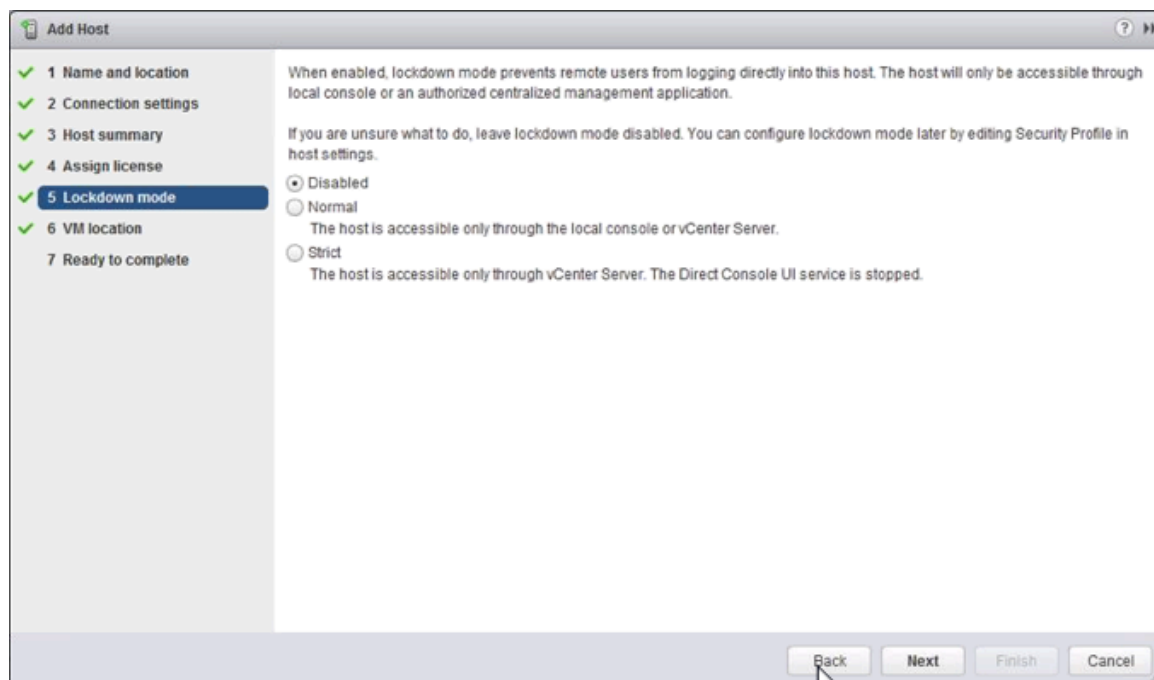 Add Host
?
1 Name and location
2 Connection settings
3 Host summary
4 Assign license
5 Lockdown mode
6 VM location
7 Ready to complete
When enabled, lockdown mode prevents remote users from logging directly into this host. The host will only be accessible through
local console or an authorized centralized management application.
If you are unsure what to do, leave lockdown mode disabled. You can configure lockdown mode later by editing Security Profile in
host settings.
Disabled
Normal
The host is accessible only through the local console or vCenter Server.
Strict
The host is accessible only through vCenter Server. The Direct Console UI service is stopped.
Back Next Finish Cancel